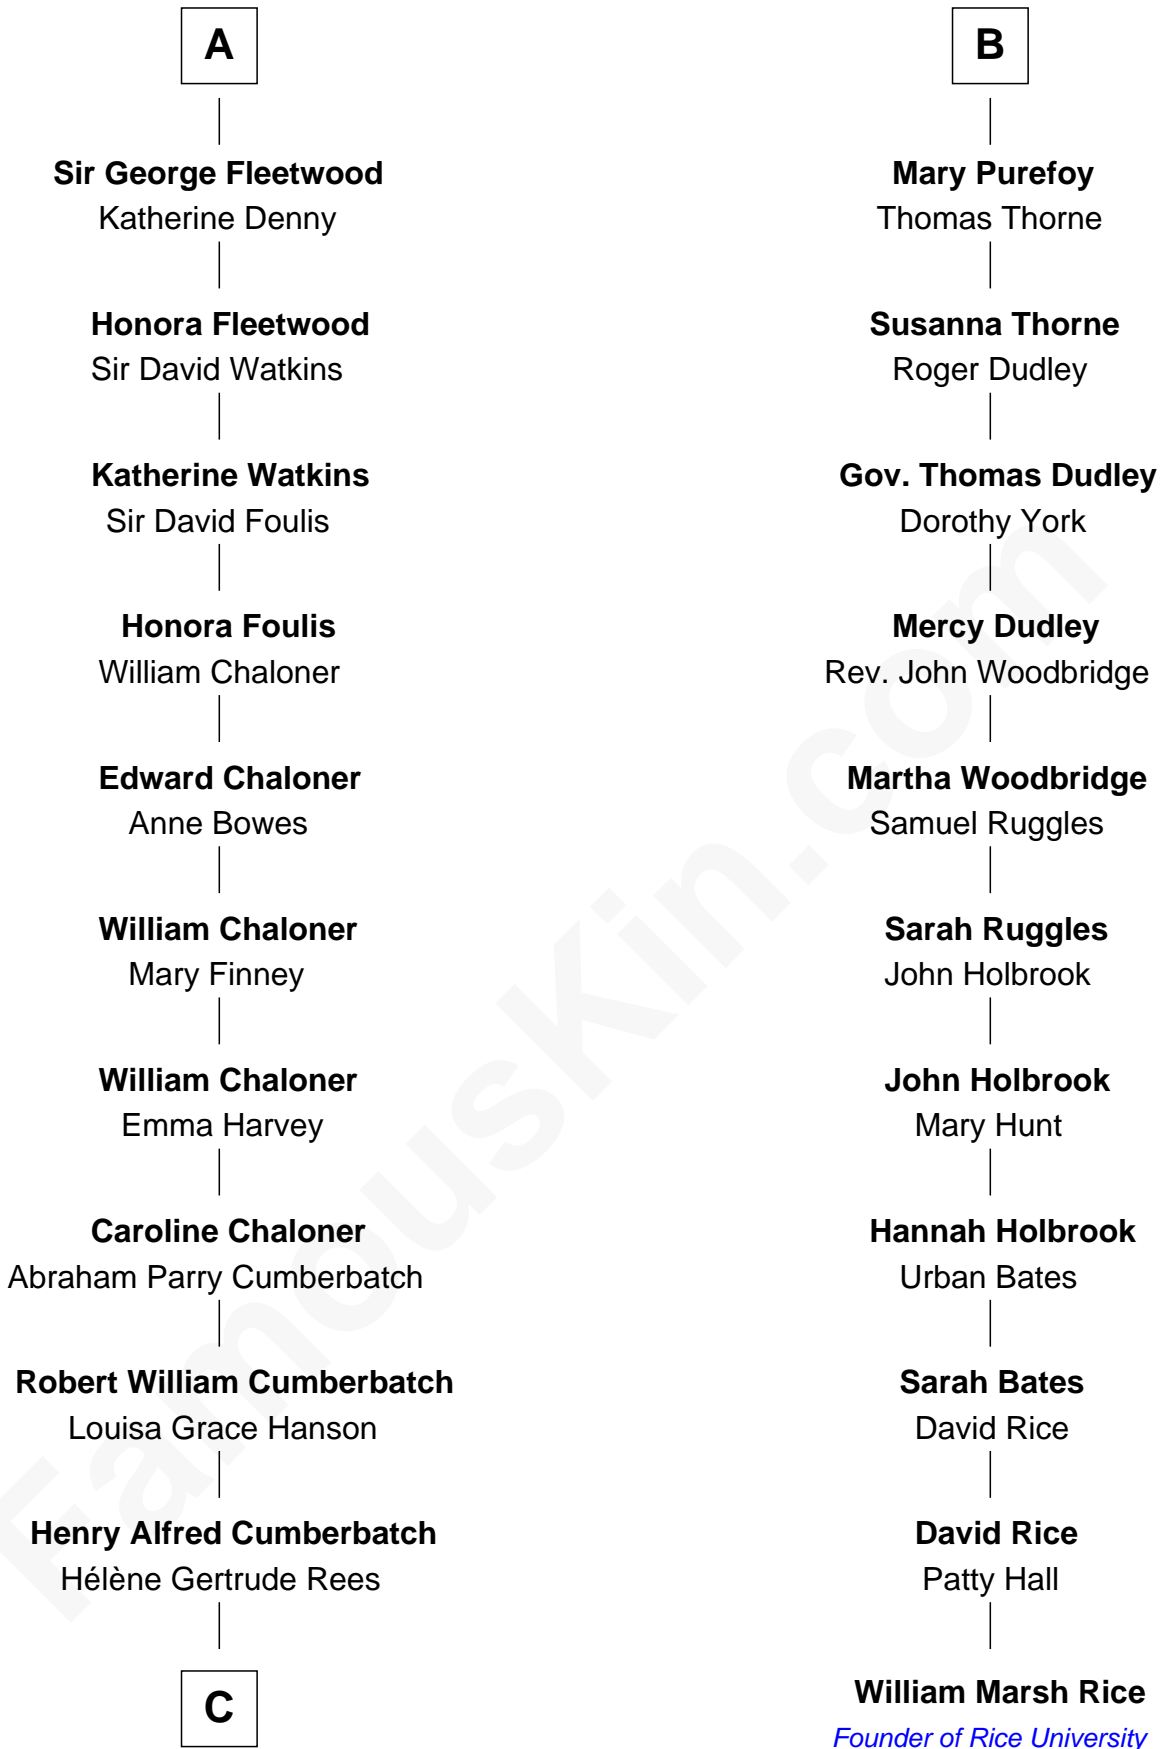 A
Sir George Fleetwood
Katherine Denny
Honora Fleetwood
Sir David Watkins
Katherine Watkins
Sir David Foulis
Honora Foulis
William Chaloner
Edward Chaloner
Anne Bowes
William Chaloner
Mary Finney
William Chaloner
Emma Harvey
Caroline Chaloner
Abraham Parry Cumberbatch
Robert William Cumberbatch
Louisa Grace Hanson
Henry Alfred Cumberbatch
Hélène Gertrude Rees
C
B
Mary Purefoy
Thomas Thorne
Susanna Thorne
Roger Dudley
Gov. Thomas Dudley
Dorothy York
Mercy Dudley
Rev. John Woodbridge
Martha Woodbridge
Samuel Ruggles
Sarah Ruggles
John Holbrook
John Holbrook
Mary Hunt
Hannah Holbrook
Urban Bates
Sarah Bates
David Rice
David Rice
Patty Hall
William Marsh Rice
Founder of Rice University
FamousKin.com